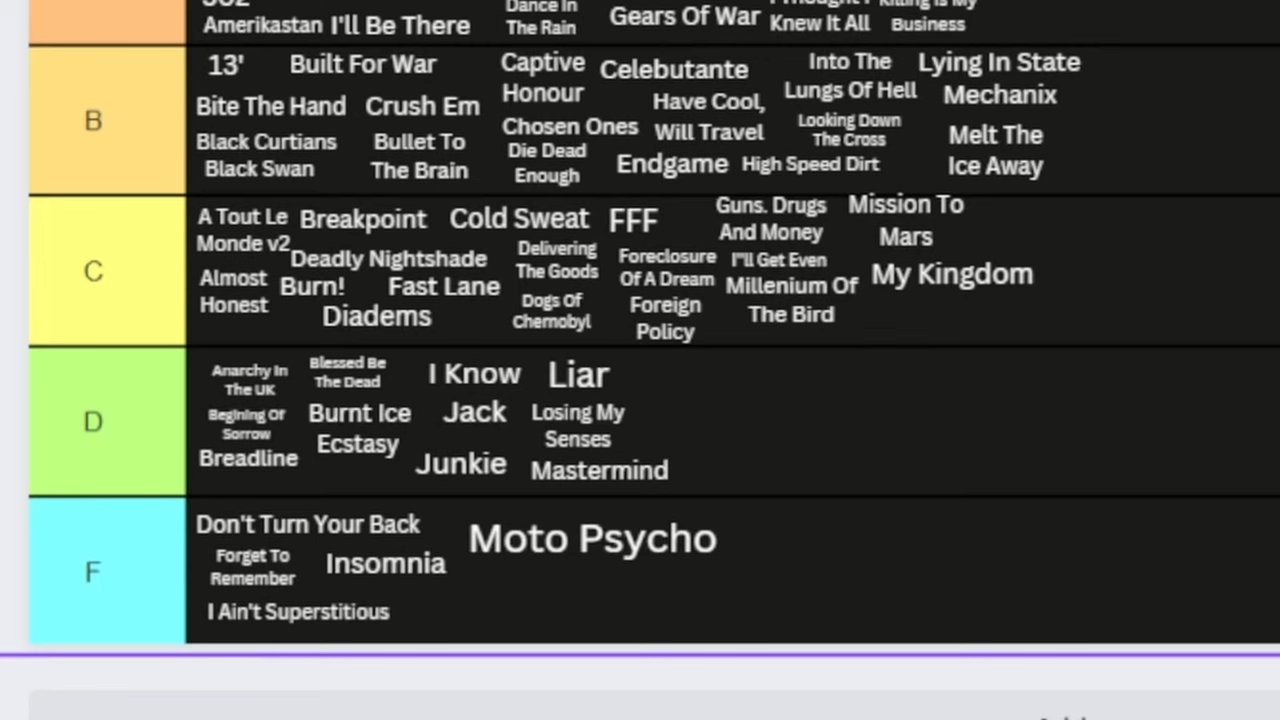 502
Amerikastan
I'll Be There
Dance In
The Rain
Gears Of War
I Thought I
Knew It All
Killing Is My
Business
B
13'
Built For War
Captive
Honour
Celebutante
Into The
Lungs Of Hell
Lying In State
Bite The Hand
Crush Em
Chosen Ones
Have Cool,
Will Travel
Looking Down
The Cross
Mechanix
Black Curtians
Black Swan
Bullet To
The Brain
Die Dead
Enough
Endgame
High Speed Dirt
Melt The
Ice Away
C
A Tout Le
Monde v2
Breakpoint
Cold Sweat
FFF
Guns. Drugs
And Money
Mission To
Mars
Almost
Honest
Deadly Nightshade
Burn!
Fast Lane
Diadems
Delivering
The Goods
Dogs Of
Chernobyl
Foreclosure
Of A Dream
Foreign
Policy
I"ll Get Even
Millenium Of
The Bird
My Kingdom
D
Anarchy In
The UK
Blessed Be
The Dead
I Know
Liar
Begining Of
Sorrow
Burnt Ice
Jack
Losing My
Senses
Breadline
Ecstasy
Junkie
Mastermind
F
Don't Turn Your Back
Moto Psycho
Forget To
Remember
Insomnia
I Ain't Superstitious